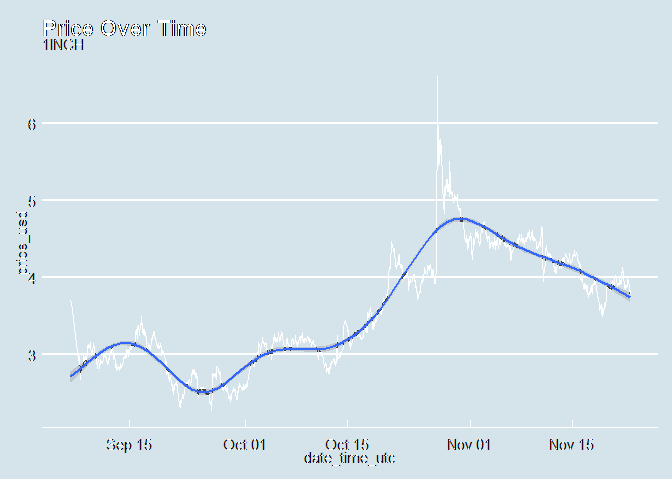 Price Over Time
1INCH
6
5
4
3
price_usd
Sep 15 Oct 01 Oct 15 Nov 01 Nov 15
date_time_utc